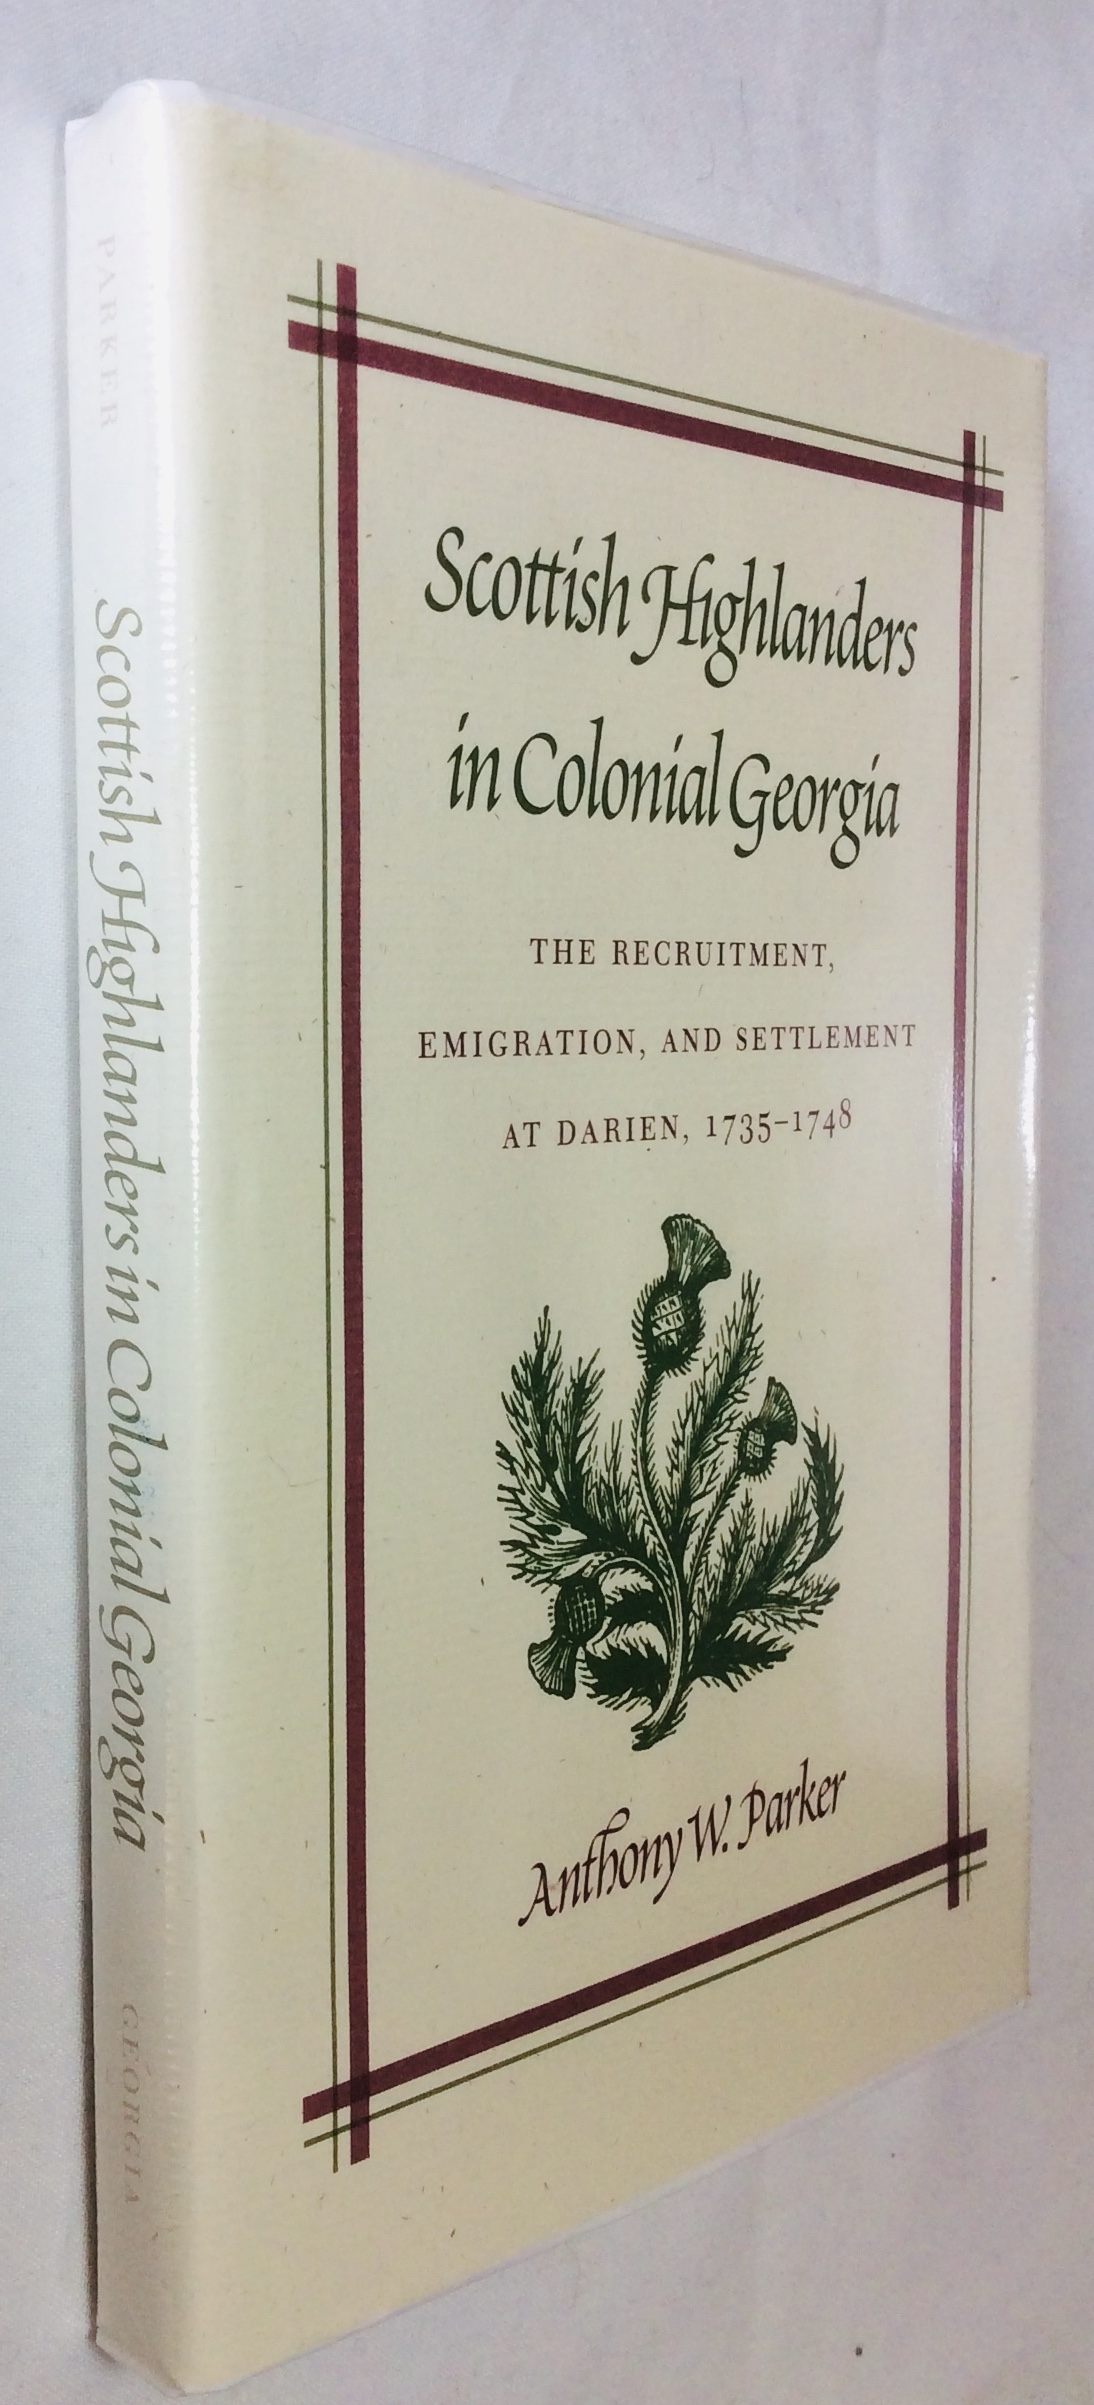 PARKER
Scottish Highlanders in Colonial Georgia
GEORGIA
Scottish Highlanders
in Colonial Georgia
THE RECRUITMENT,
EMIGRATION, AND SETTLEMENT
AT DARIEN, 1735–1748
Anthony W. Parker